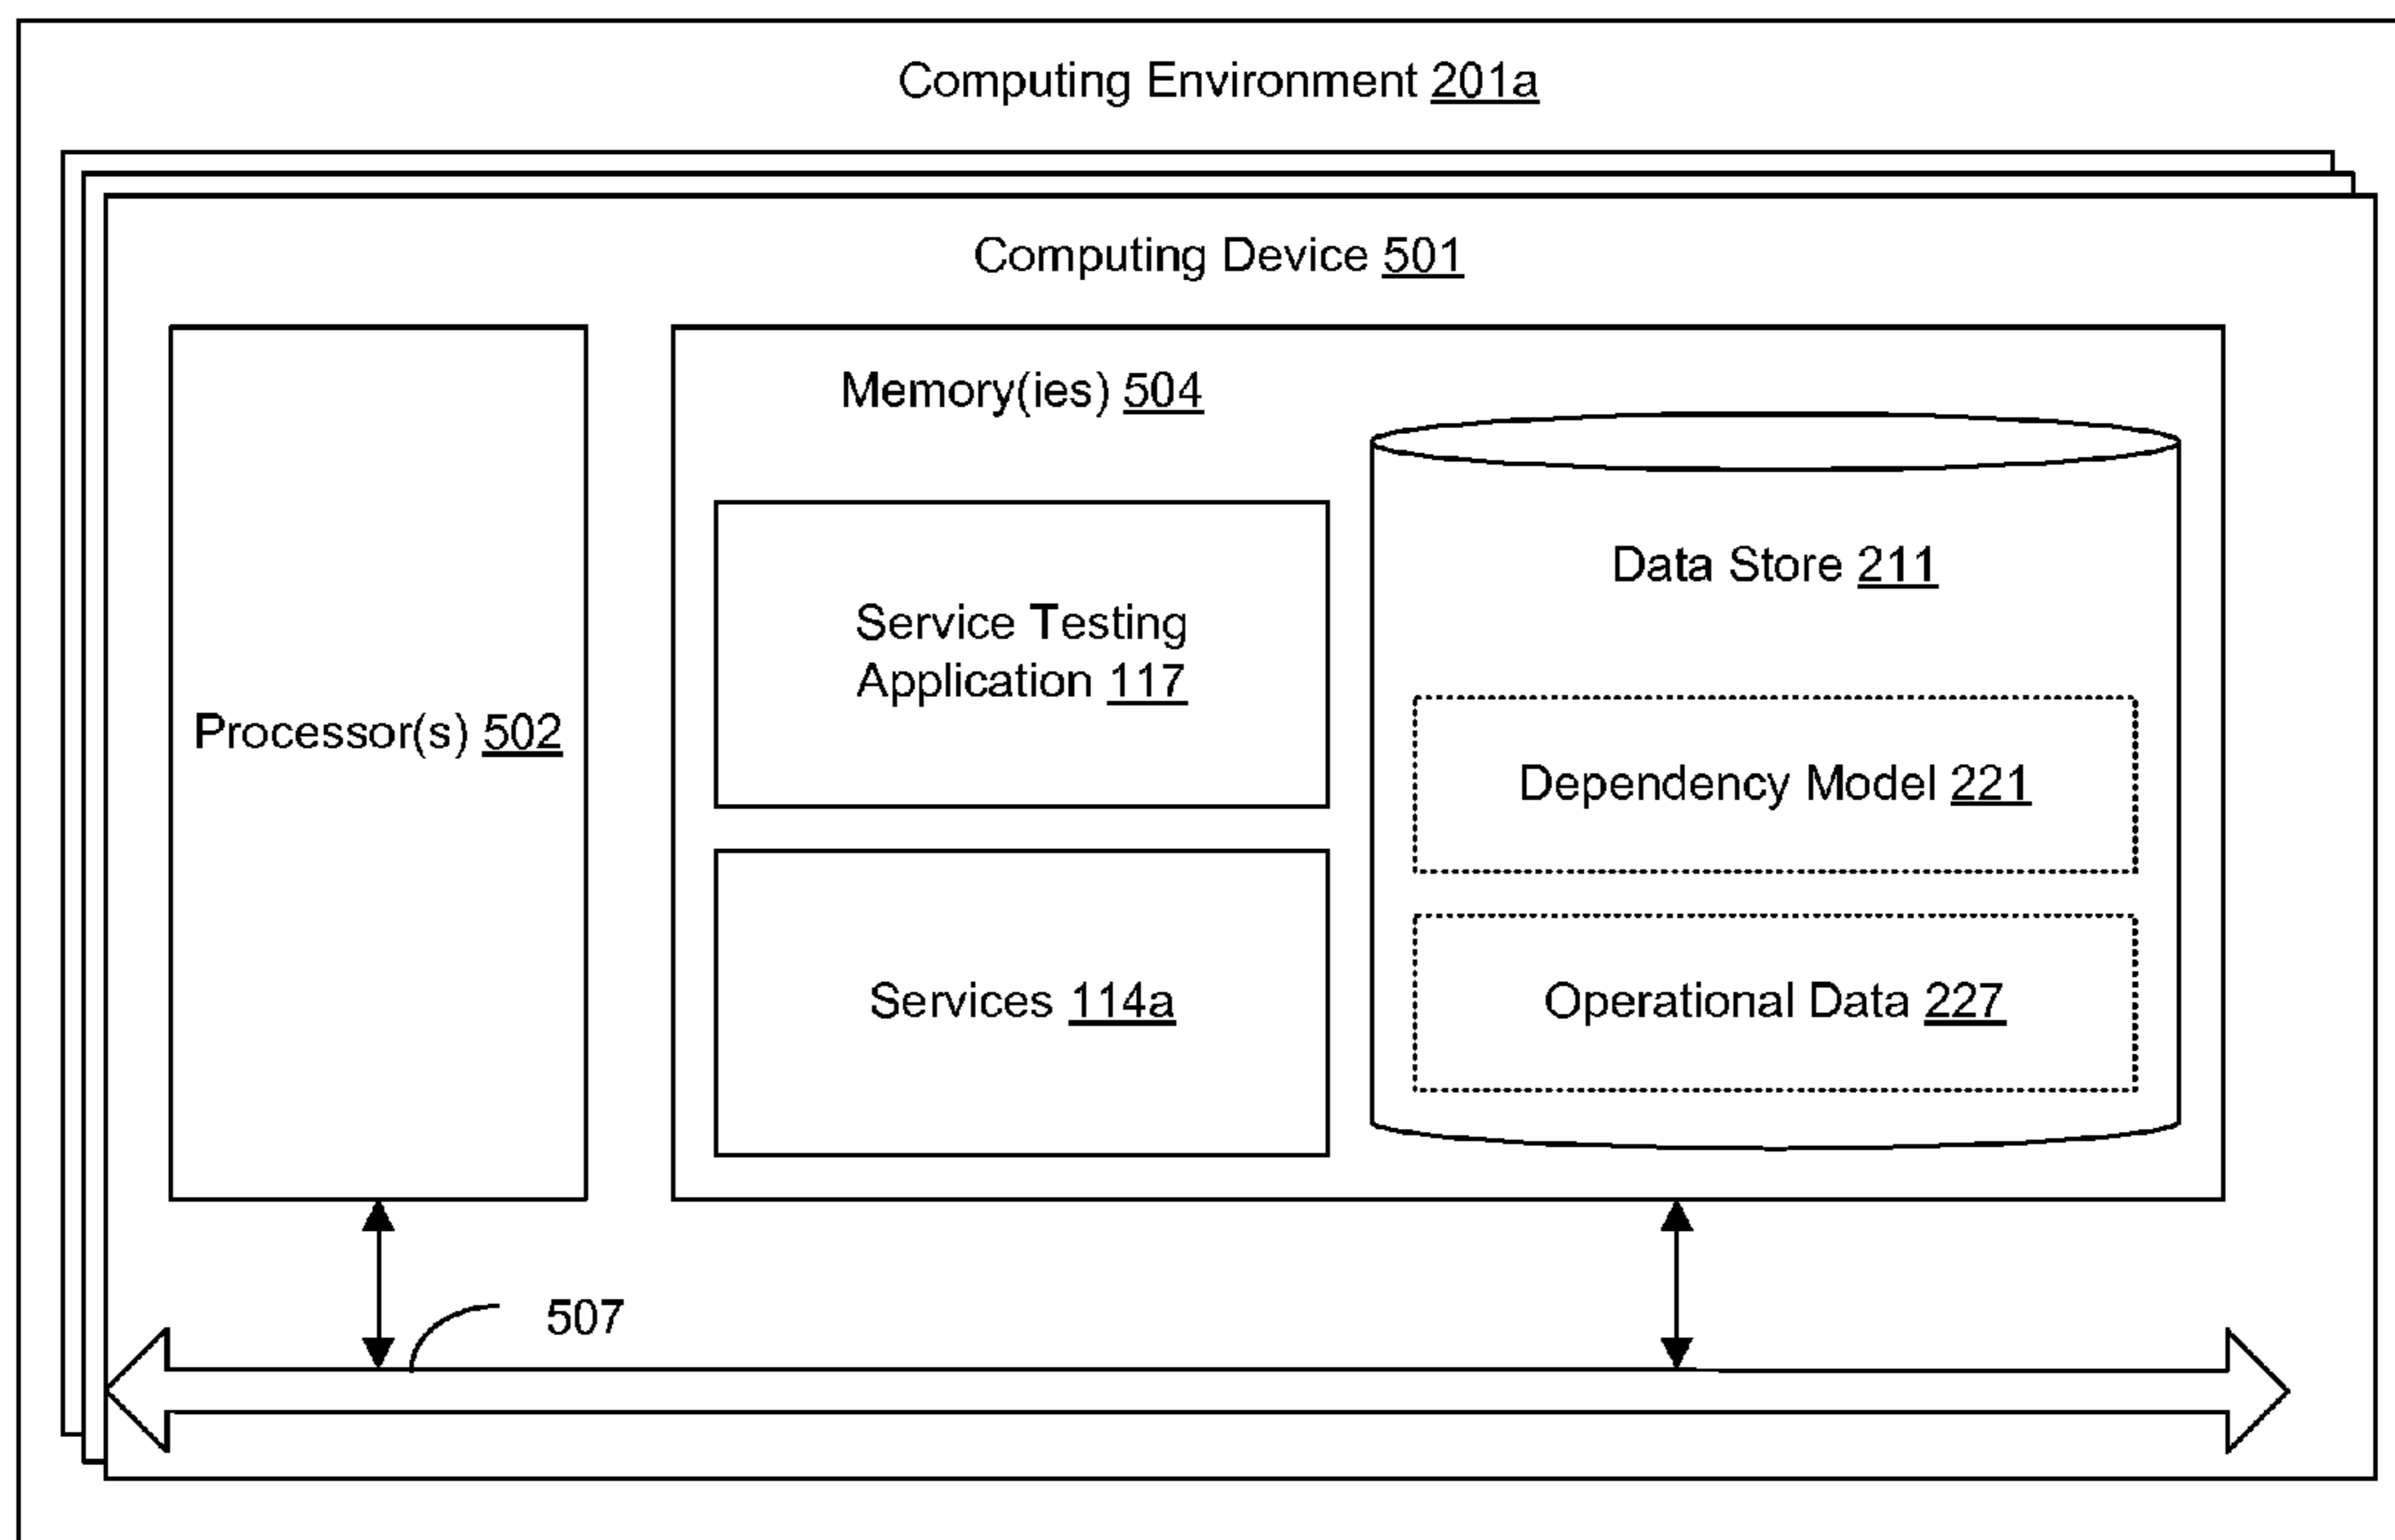 Computing Environment 201a
Computing Device 501
Memory(ies) 504
Data Store 211
Service Testing
Application 117
Processor(s) 502
Dependency Model 221
Services 114a
Operational Data 227
507